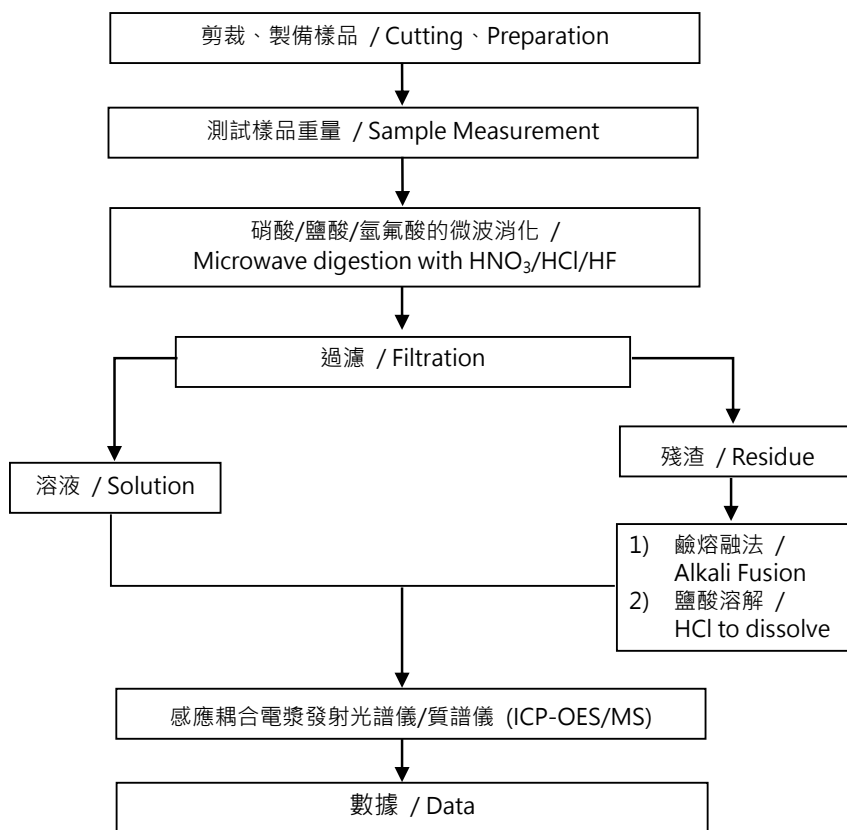 剪裁、製備樣品 / Cutting、Preparation
測試樣品重量 / Sample Measurement
硝酸/鹽酸/氫氟酸的微波消化 /
Microwave digestion with HNO₃/HCl/HF
過濾 / Filtration
溶液 / Solution
殘渣 / Residue
1) 鹼熔融法 /
Alkali Fusion
2) 鹽酸溶解 /
HCl to dissolve
感應耦合電漿發射光譜儀/質譜儀 (ICP-OES/MS)
數據 / Data